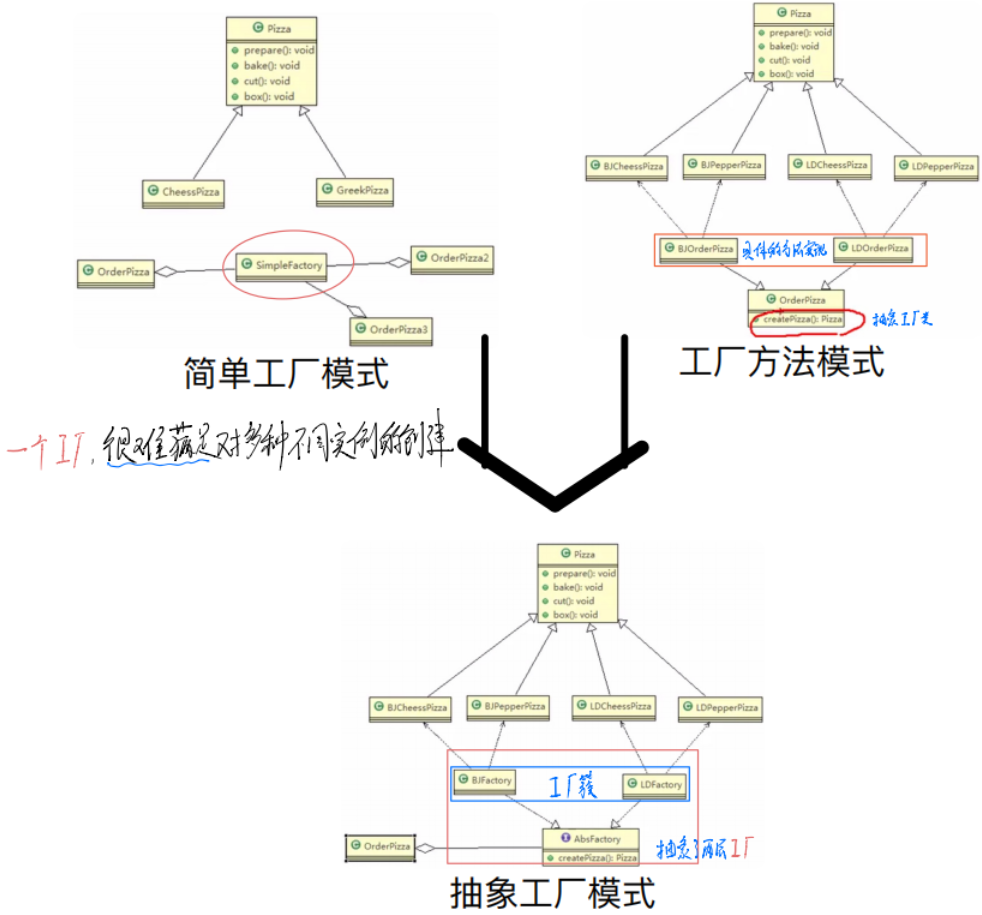 Pizza
prepare(): void
bake(): void
cut(): void
box(): void
CheessPizza
GreekPizza
OrderPizza
SimpleFactory
OrderPizza2
OrderPizza3
简单工厂模式
Pizza
prepare(): void
bake(): void
cut(): void
box(): void
BJCheessPizza
BJPepperPizza
LDCheessPizza
LDPepperPizza
BJOrderPizza
具体的方法实现
LDOrderPizza
OrderPizza
createPizza(): Pizza
抽象工厂类
工厂方法模式
一个工厂，很难满足对多种不同实例的创建
Pizza
prepare(): void
bake(): void
cut(): void
box(): void
BJCheessPizza
BJPepperPizza
LDCheessPizza
LDPepperPizza
BJFactory
工厂簇
LDFactory
OrderPizza
AbsFactory
createPizza(): Pizza
抽象了两层工厂
抽象工厂模式